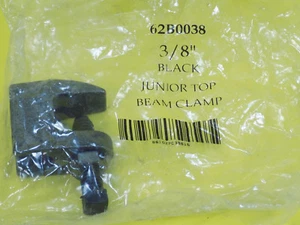 62B0038
3/8"
BLACK
JUNIOR TOP
BEAM CLAMP